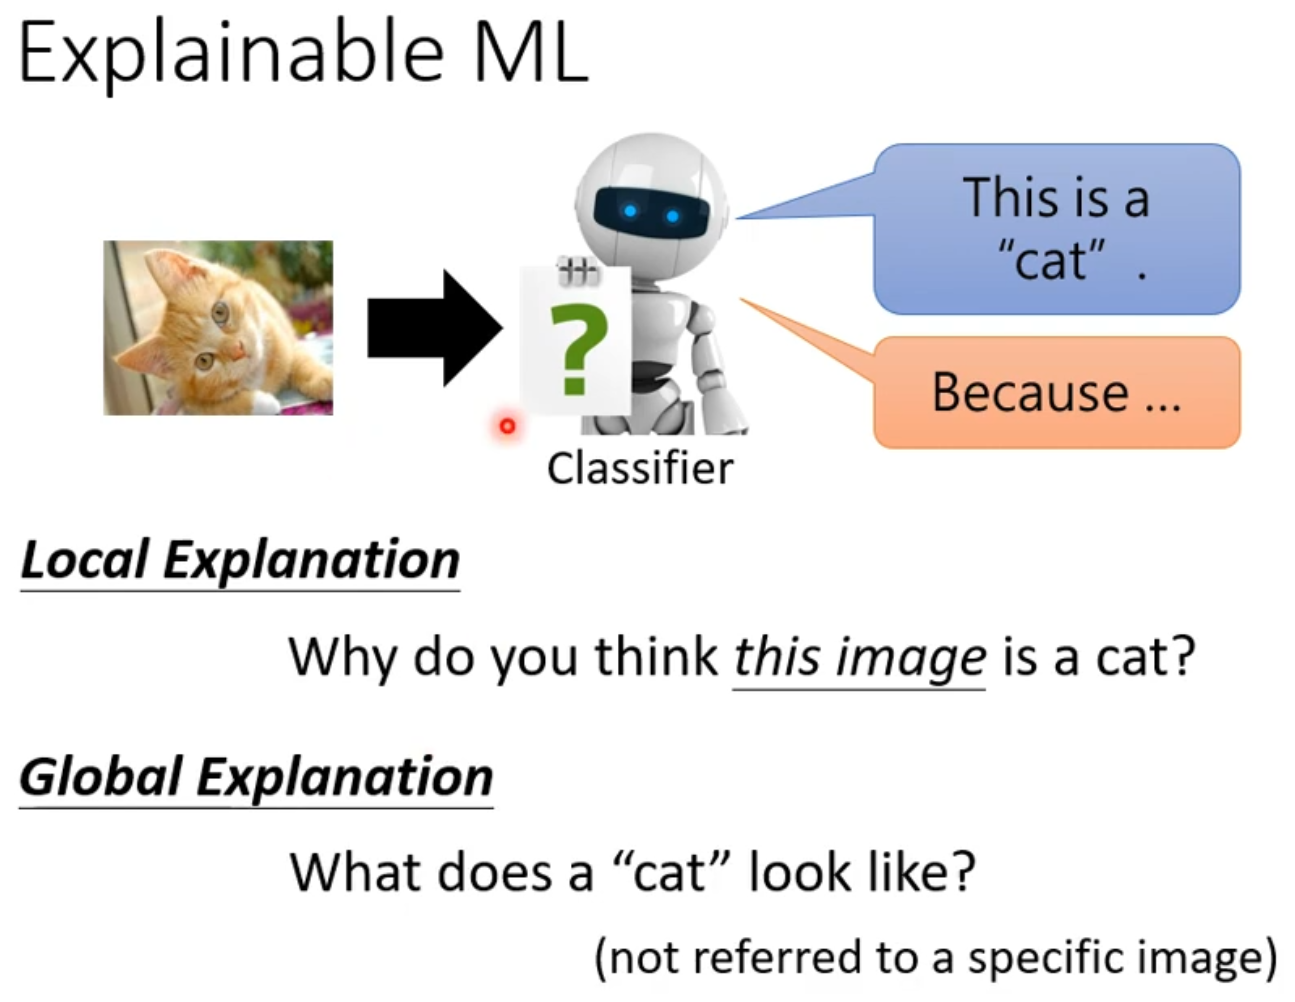 Explainable ML
This is a
“cat” .
?
Because ...
Classifier
Local Explanation
Why do you think this image is a cat?
Global Explanation
What does a “cat” look like?
(not referred to a specific image)